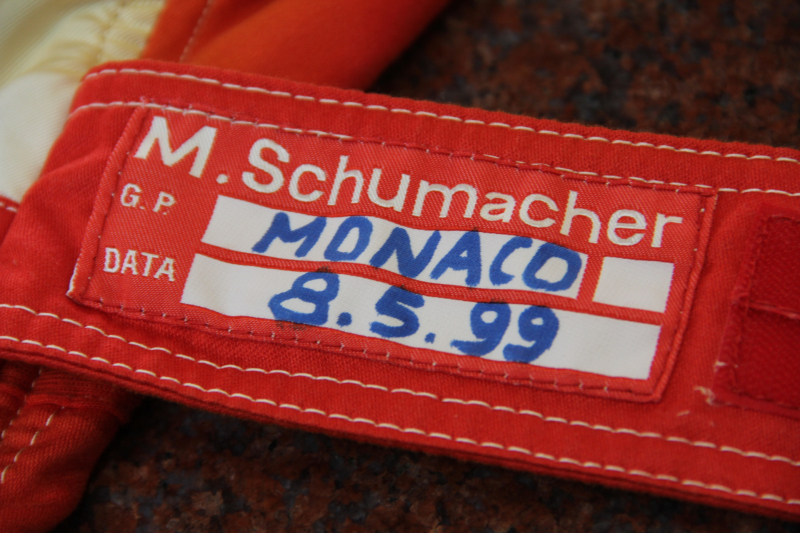 M. Schumacher
G.P. MONACO
DATA 8.5.99